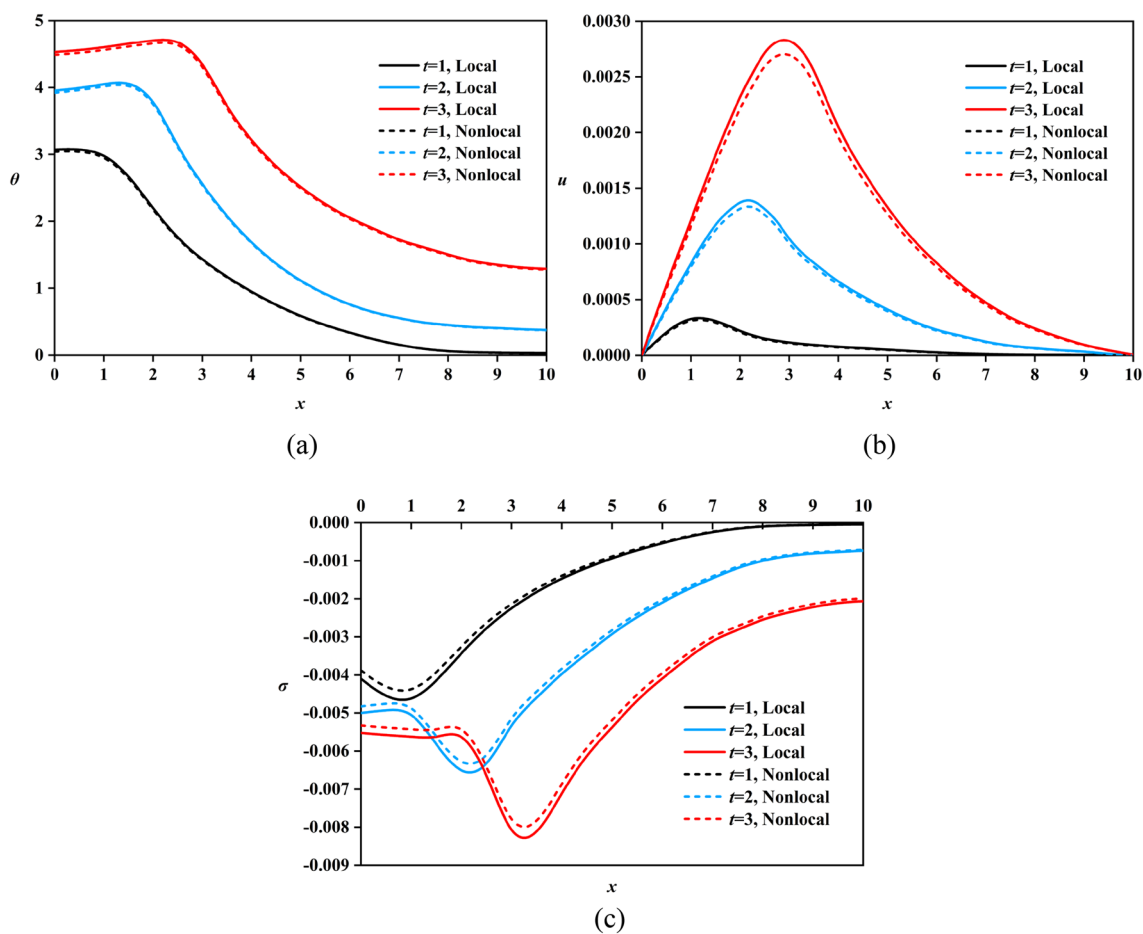 5
4
3
2
1
0
θ
0 1 2 3 4 5 6 7 8 9 10
x
t=1, Local
t=2, Local
t=3, Local
t=1, Nonlocal
t=2, Nonlocal
t=3, Nonlocal
(a)
0.0030
0.0025
0.0020
0.0015
0.0010
0.0005
0.0000
u
0 1 2 3 4 5 6 7 8 9 10
x
t=1, Local
t=2, Local
t=3, Local
t=1, Nonlocal
t=2, Nonlocal
t=3, Nonlocal
(b)
0 1 2 3 4 5 6 7 8 9 10
0.000
-0.001
-0.002
-0.003
-0.004
-0.005
-0.006
-0.007
-0.008
-0.009
σ
t=1, Local
t=2, Local
t=3, Local
t=1, Nonlocal
t=2, Nonlocal
t=3, Nonlocal
x
(c)